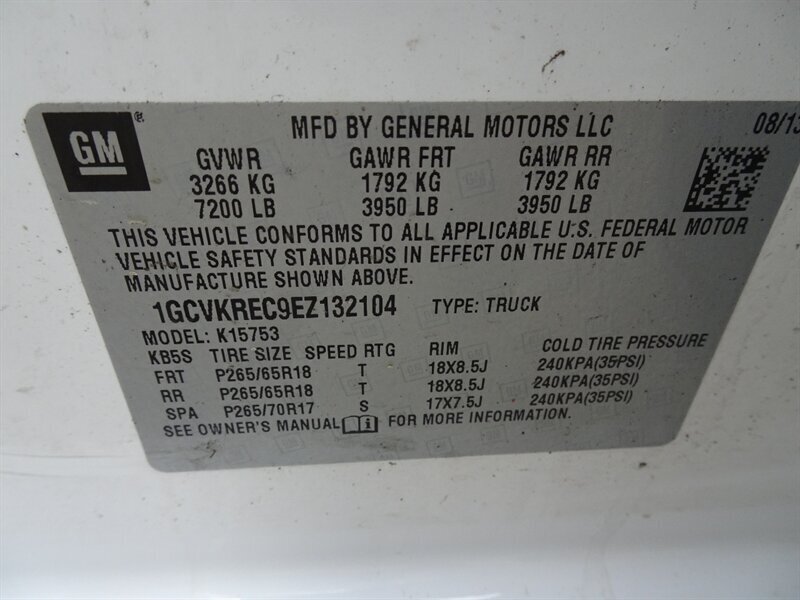 GM
MFD BY GENERAL MOTORS LLC 08/13
GVWR GAWR FRT GAWR RR
3266 KG 1792 KG 1792 KG
7200 LB 3950 LB 3950 LB
THIS VEHICLE CONFORMS TO ALL APPLICABLE U.S. FEDERAL MOTOR
VEHICLE SAFETY STANDARDS IN EFFECT ON THE DATE OF
MANUFACTURE SHOWN ABOVE.
1GCVKREC9EZ132104 TYPE: TRUCK
MODEL: K15753
KB5S TIRE SIZE SPEED RTG RIM COLD TIRE PRESSURE
FRT P265/65R18 T 18X8.5J 240KPA(35PSI)
RR P265/65R18 T 18X8.5J 240KPA(35PSI)
SPA P265/70R17 S 17X7.5J 240KPA(35PSI)
SEE OWNER'S MANUAL FOR MORE INFORMATION.